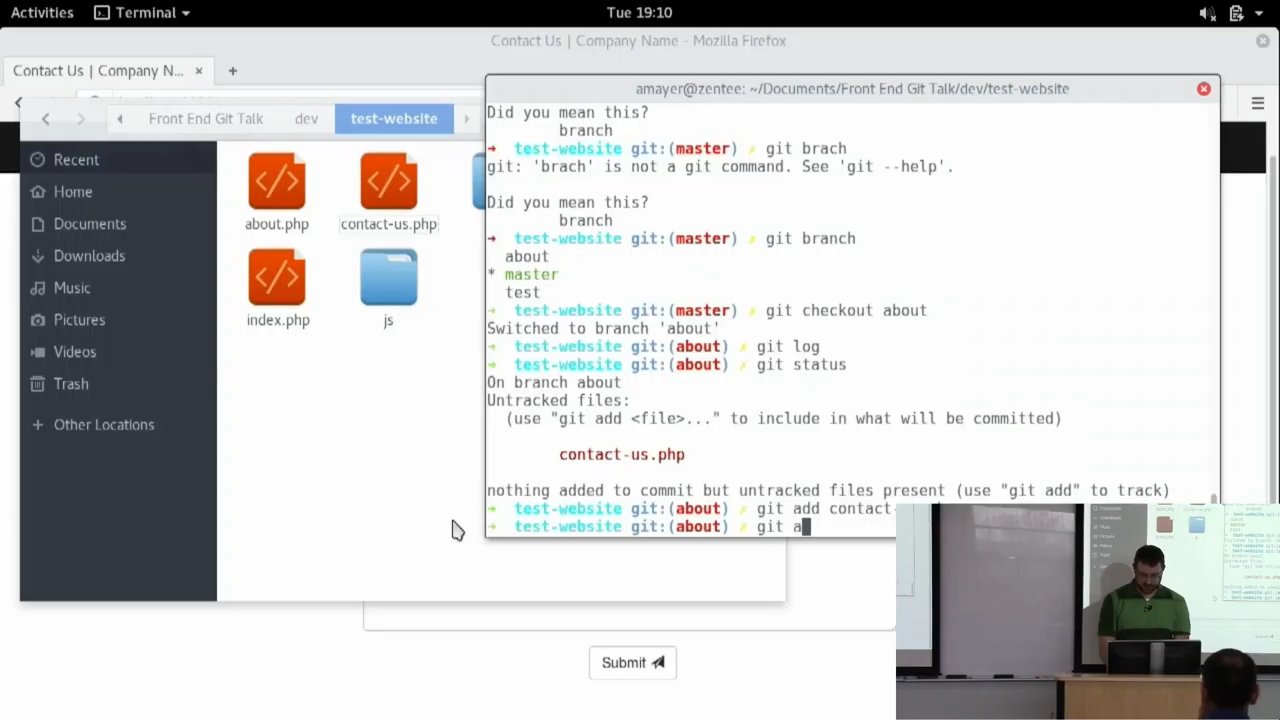 Activities Terminal Tue 19:10
Contact Us | Company Name - Mozilla Firefox
Contact Us | Company N... × +
Front End Git Talk dev test-website
Recent
Home
Documents
Downloads
Music
Pictures
Videos
Trash
+ Other Locations
about.php contact-us.php
index.php js
Submit
amayer@zentee: ~/Documents/Front End Git Talk/dev/test-website
Did you mean this?
branch
→ test-website git:(master) ✗ git brach
git: 'brach' is not a git command. See 'git --help'.
Did you mean this?
branch
→ test-website git:(master) ✗ git branch
about
* master
test
→ test-website git:(master) ✗ git checkout about
Switched to branch 'about'
→ test-website git:(about) ✗ git log
→ test-website git:(about) ✗ git status
On branch about
Untracked files:
(use "git add <file>..." to include in what will be committed)
contact-us.php
nothing added to commit but untracked files present (use "git add" to track)
test-website git:(about) ✗ git add contact-
test-website git:(about) ✗ git a